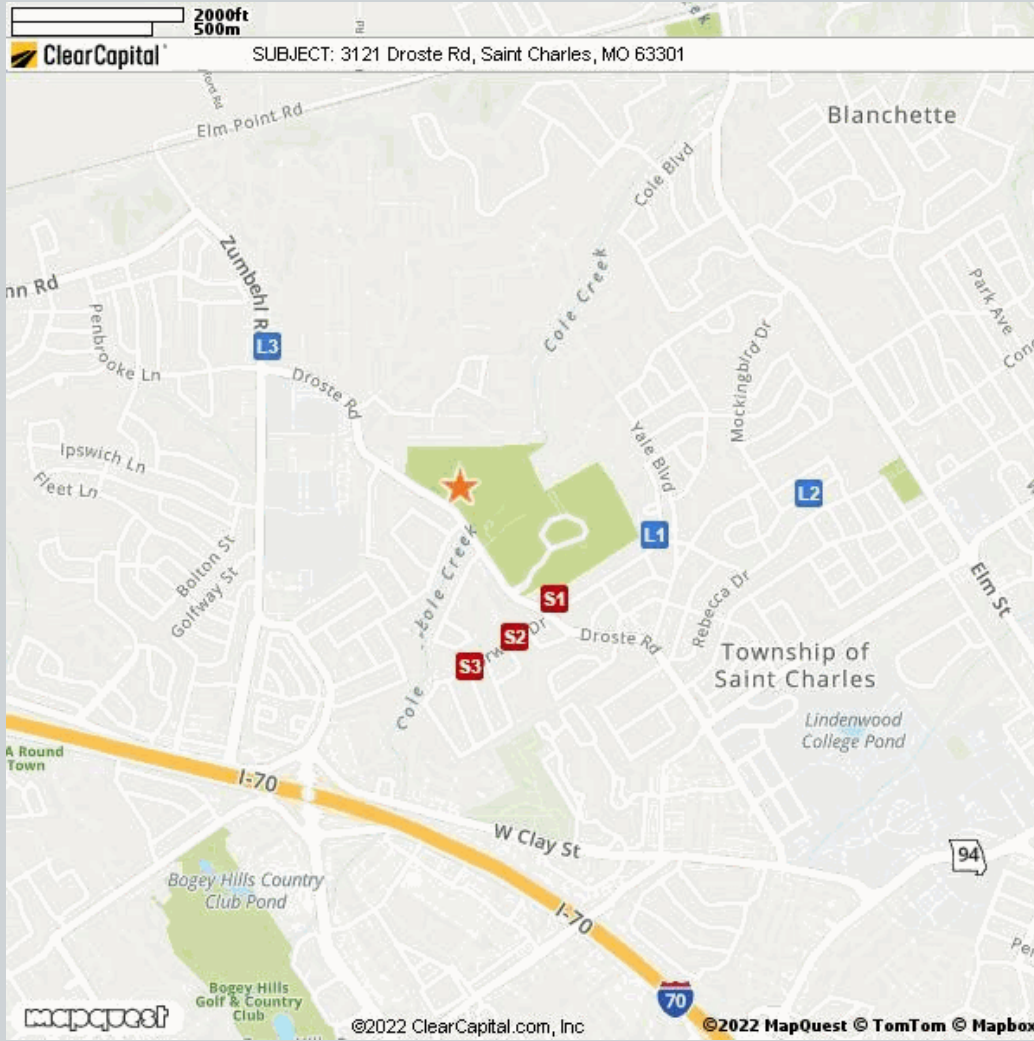 2000ft
500m
ClearCapital
SUBJECT: 3121 Droste Rd, Saint Charles, MO 63301
Creek
Rd
Elm Point Rd
Blanchette
Cole Blvd
Zumbehl R
nn Rd
Cole Creek
Park Ave
Penbrooke Ln
L3
Mockingbird Dr
Droste Rd
Ipswich Ln
Yale Blvd
Fleet Ln
L2
L1
Cole Creek
Bolton St
Golfway St
Elm St
S1
Rebecca Dr
S2
Dr
Droste Rd
S3
Township of
Saint Charles
Cole
Lindenwood
College Pond
A Round
Town
I-70
W Clay St
94
Bogey Hills Country
Club Pond
I-70
Bogey Hills
Golf & Country
Club
70
mapquest
©2022 ClearCapital.com, Inc
©2022 MapQuest © TomTom © Mapbox